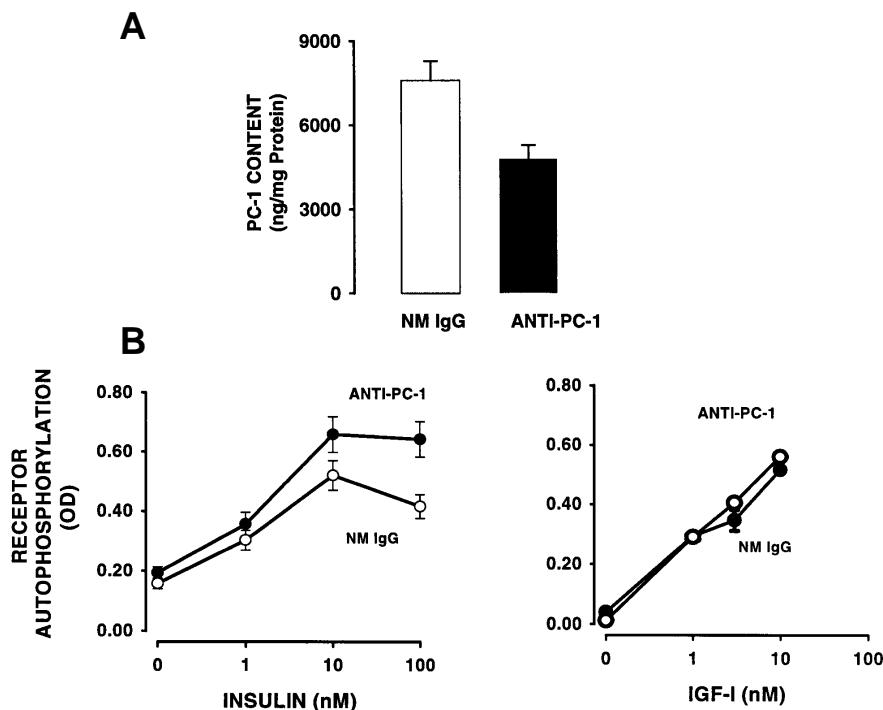 A
9000
6000
3000
0
PC-1 CONTENT
(ng/mg Protein)
NM IgG
ANTI-PC-1
B
0.80
0.60
0.40
0.20
0.00
RECEPTOR
AUTOPHOSPHORYLATION
(OD)
ANTI-PC-1
NM IgG
0
1
10
100
INSULIN (nM)
0.80
0.60
0.40
0.20
0.00
ANTI-PC-1
NM IgG
0
1
10
100
IGF-I (nM)